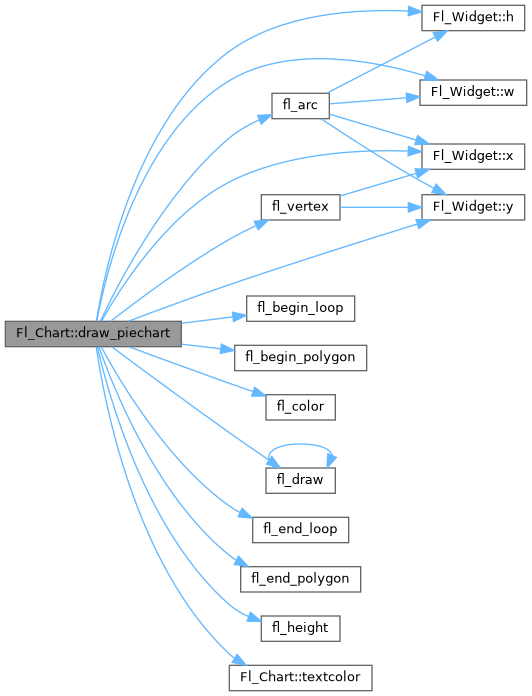 Fl_Widget::h
Fl_Widget::w
fl_arc
Fl_Widget::x
fl_vertex
Fl_Widget::y
fl_begin_loop
Fl_Chart::draw_piechart
fl_begin_polygon
fl_color
fl_draw
fl_end_loop
fl_end_polygon
fl_height
Fl_Chart::textcolor